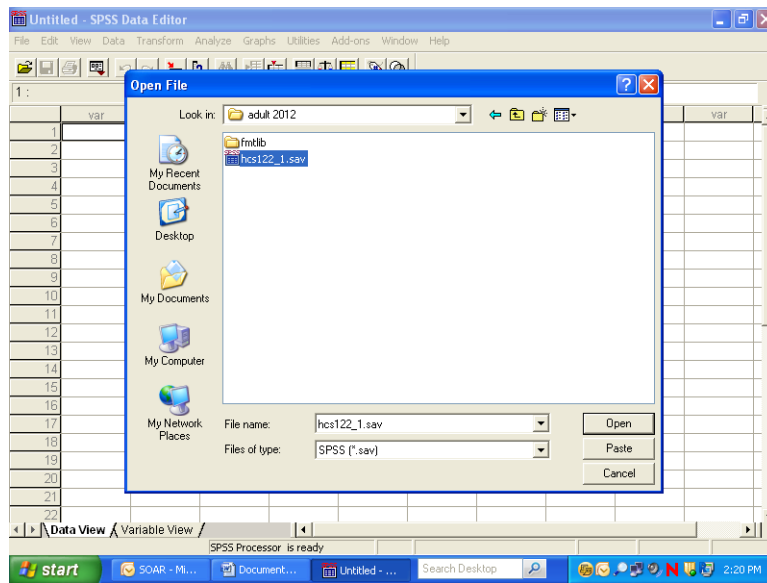 Untitled - SPSS Data Editor
File Edit View Data Transform Analyze Graphs Utilities Add-ons Window Help
Open File
1 :
Look in: adult 2012
var
var
fmtlib
hcs122_1.sav
My Recent
Documents
Desktop
My Documents
My Computer
My Network
Places
File name: hcs122_1.sav Open
Files of type: SPSS (*.sav) Paste
Cancel
1
2
3
4
5
6
7
8
9
10
11
12
13
14
15
16
17
18
19
20
21
22
Data View Variable View
SPSS Processor is ready
start SOAR - Mi... Document... Untitled - ... Search Desktop N 2:20 PM